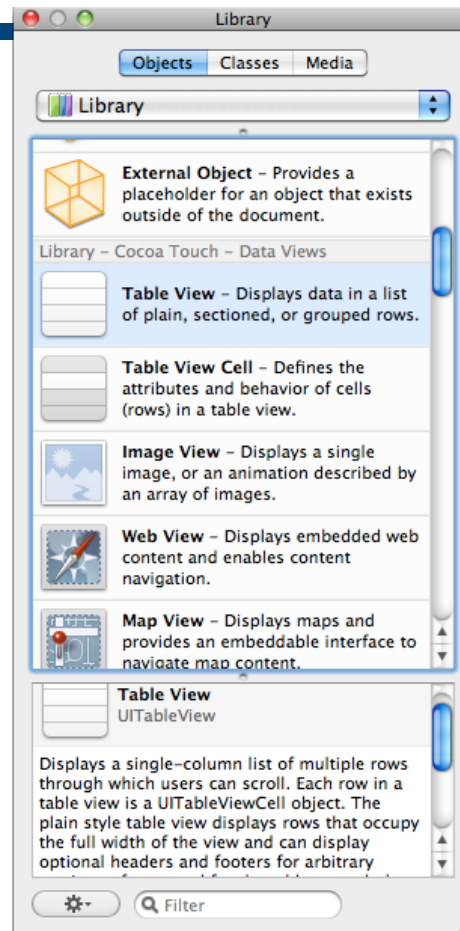 Library
Objects Classes Media
Library
External Object – Provides a
placeholder for an object that exists
outside of the document.
Library – Cocoa Touch – Data Views
Table View – Displays data in a list
of plain, sectioned, or grouped rows.
Table View Cell – Defines the
attributes and behavior of cells
(rows) in a table view.
Image View – Displays a single
image, or an animation described by
an array of images.
Web View – Displays embedded web
content and enables content
navigation.
Map View – Displays maps and
provides an embeddable interface to
navigate map content.
Table View
UITableView
Displays a single-column list of multiple rows
through which users can scroll. Each row in a
table view is a UITableViewCell object. The
plain style table view displays rows that occupy
the full width of the view and can display
optional headers and footers for arbitrary
Filter